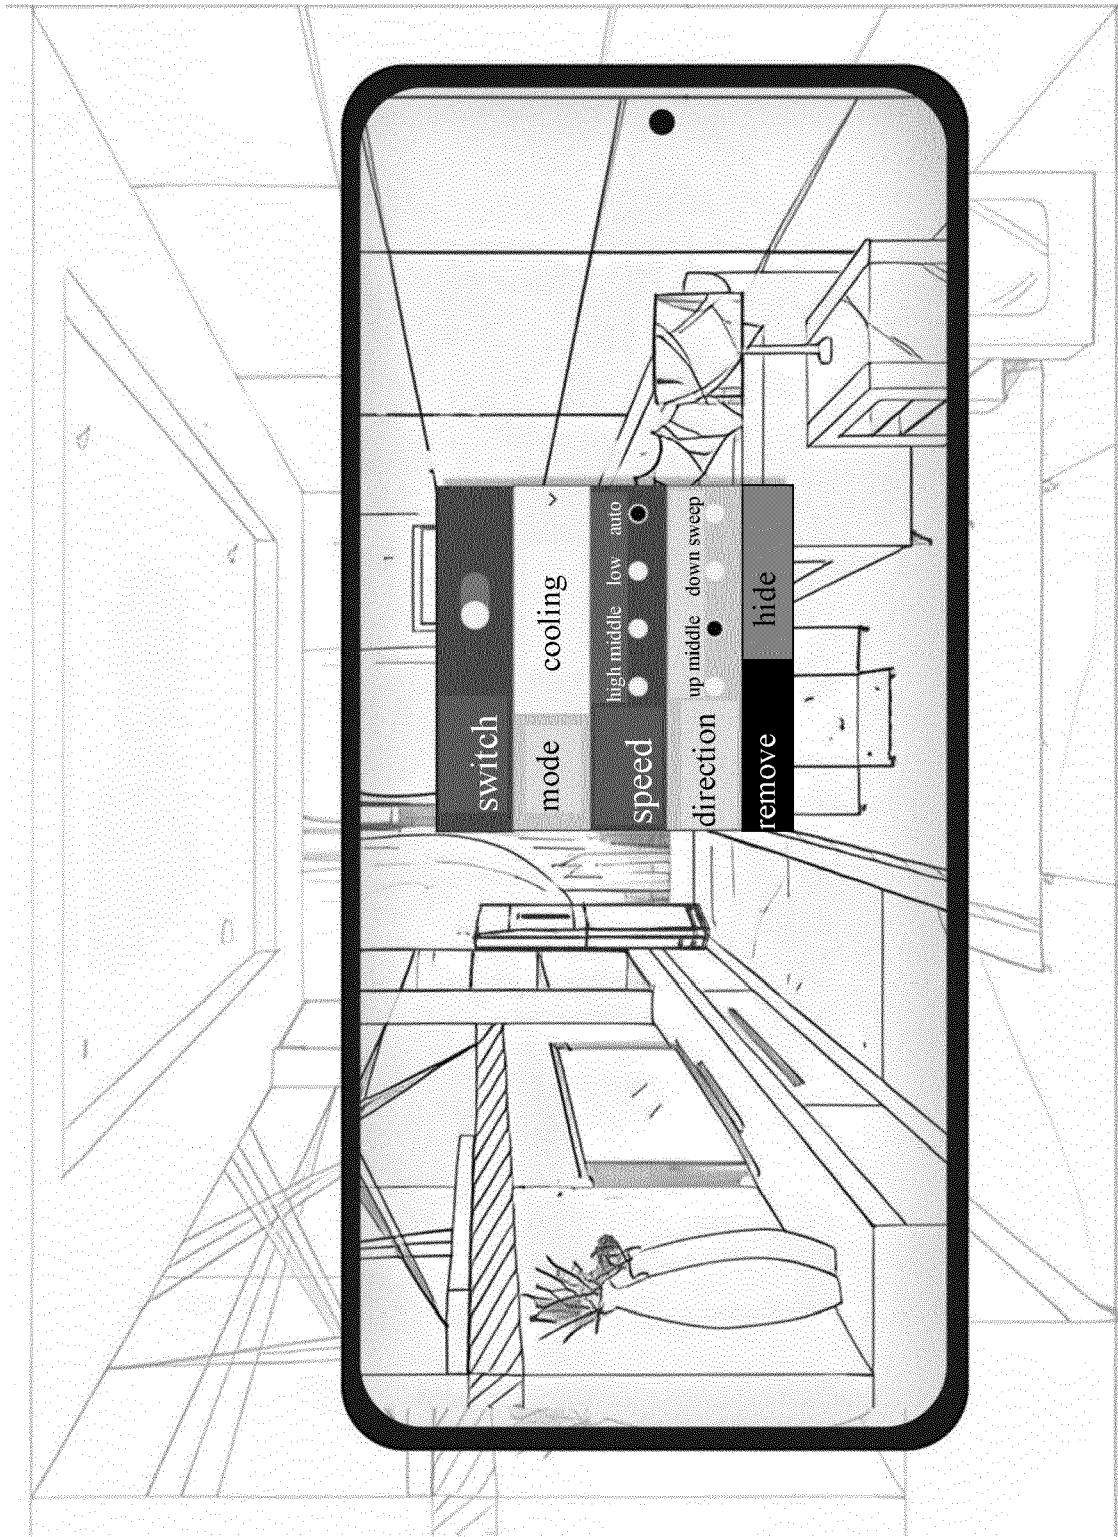 switch
mode cooling
high middle low auto
speed
up middle down sweep
direction
remove hide